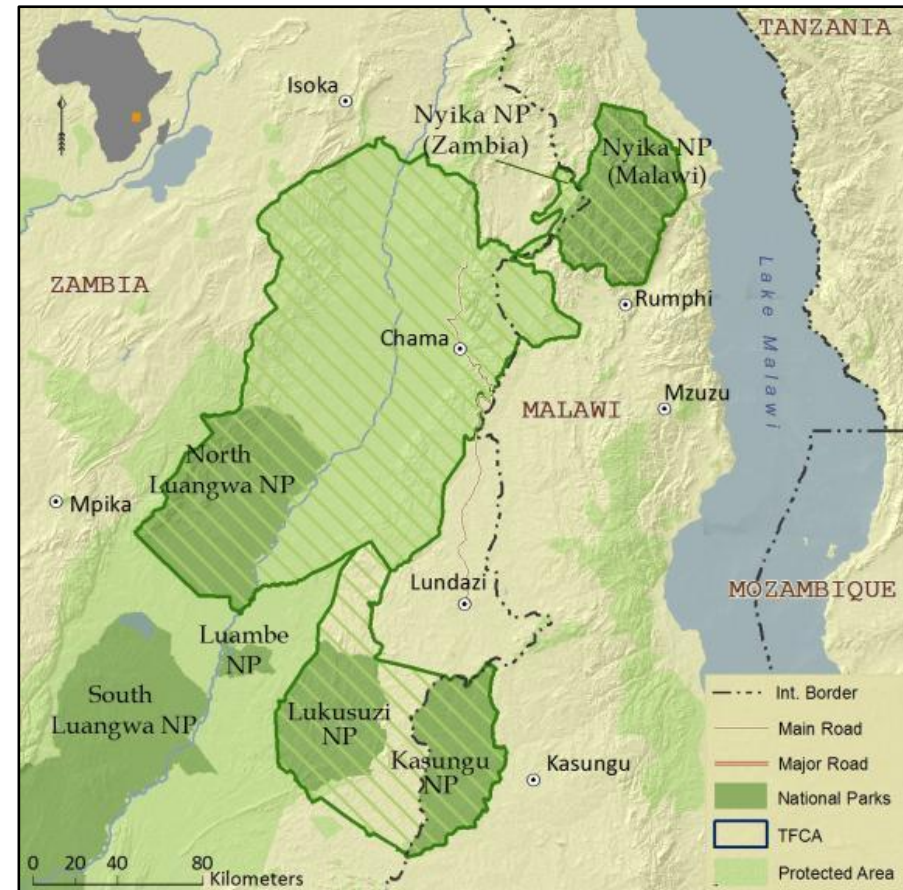 TANZANIA
Isoka
Nyika NP
(Zambia)
Nyika NP
(Malawi)
ZAMBIA
Rumphi
Lake Malawi
Chama
MALAWI
Mzuzu
North
Luangwa NP
Mpika
Lundazi
MOZAMBIQUE
Luambe
NP
South
Luangwa NP
Lukusuzi
NP
Kasungu
NP
Kasungu
Int. Border
Main Road
Major Road
National Parks
TFCA
Protected Area
0 20 40 80
Kilometers